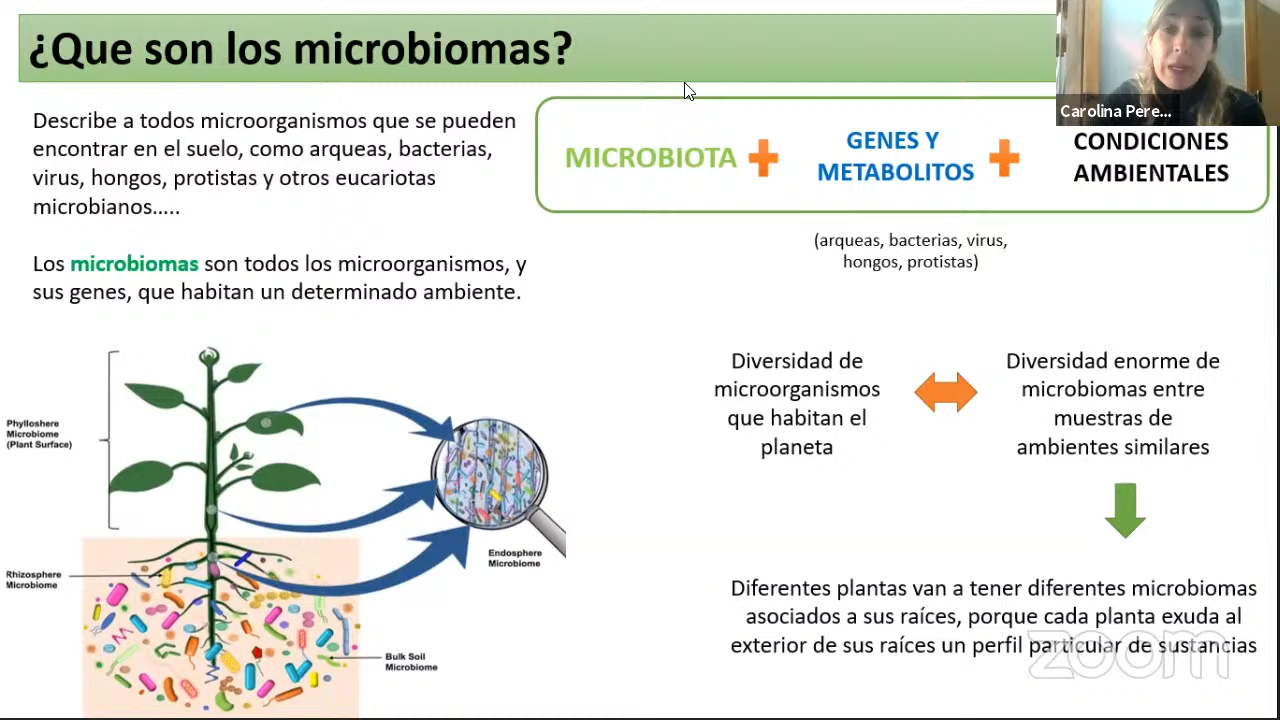 ¿Que son los microbiomas?
Carolina Pere...
Describe a todos microorganismos que se pueden
encontrar en el suelo, como arqueas, bacterias,
virus, hongos, protistas y otros eucariotas
microbianos.....
Los microbiomas son todos los microorganismos, y
sus genes, que habitan un determinado ambiente.
MICROBIOTA
GENES Y
METABOLITOS
CONDICIONES
AMBIENTALES
(arqueas, bacterias, virus,
hongos, protistas)
Diversidad de
microorganismos
que habitan el
planeta
Diversidad enorme de
microbiomas entre
muestras de
ambientes similares
Diferentes plantas van a tener diferentes microbiomas
asociados a sus raíces, porque cada planta exuda al
exterior de sus raíces un perfil particular de sustancias
Phylloshere
Microbiome
(Plant Surface)
Endosphere
Microbiome
Rhizosphere
Microbiome
Bulk Soil
Microbiome
zoom